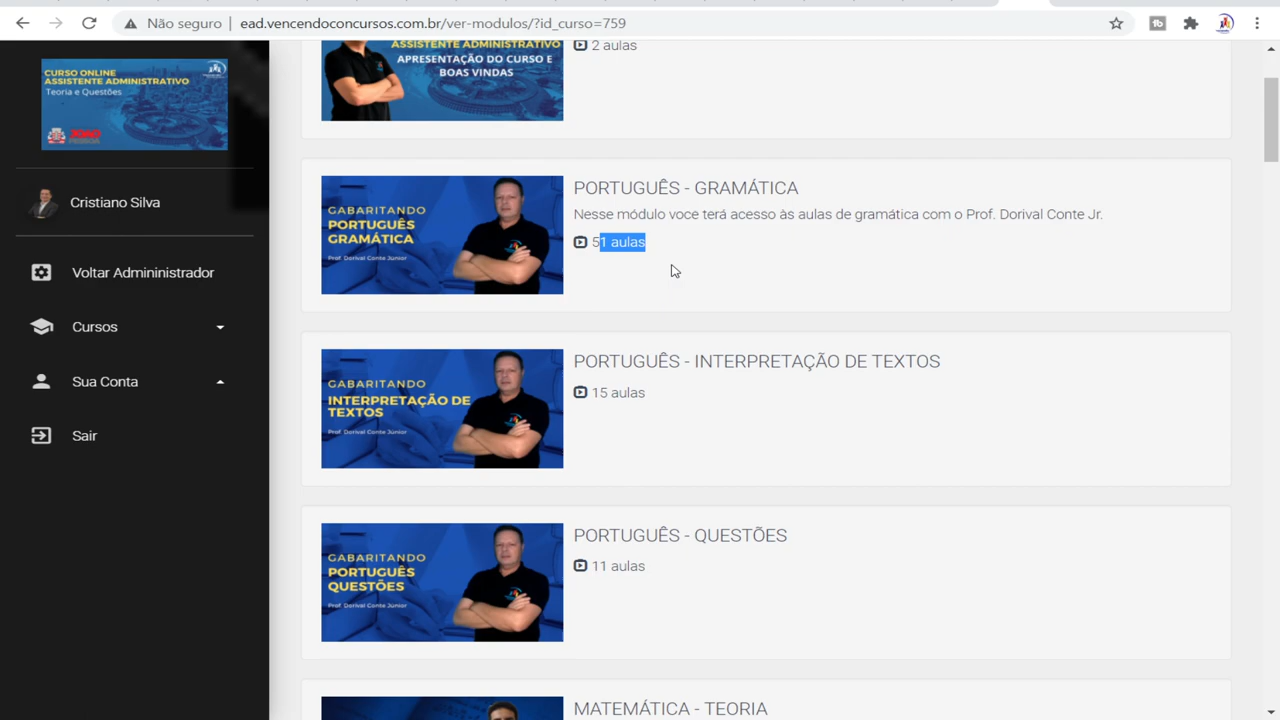 Não seguro
ead.vencendoconcursos.com.br/ver-modulos/?id_curso=759
CURSO ONLINE
ASSISTENTE ADMINISTRATIVO
Teoria e Questões
JOÃO
PESSOA
Cristiano Silva
Voltar Admininistrador
Cursos
Sua Conta
Sair
ASSISTENTE ADMINISTRATIVO
APRESENTAÇÃO DO CURSO E
BOAS VINDAS
2 aulas
GABARITANDO
PORTUGUÊS
GRAMÁTICA
Prof. Dorival Conte Júnior
PORTUGUÊS - GRAMÁTICA
Nesse módulo voce terá acesso às aulas de gramática com o Prof. Dorival Conte Jr.
51 aulas
GABARITANDO
INTERPRETAÇÃO DE
TEXTOS
Prof. Dorival Conte Júnior
PORTUGUÊS - INTERPRETAÇÃO DE TEXTOS
15 aulas
GABARITANDO
PORTUGUÊS
QUESTÕES
Prof. Dorival Conte Júnior
PORTUGUÊS - QUESTÕES
11 aulas
MATEMÁTICA - TEORIA